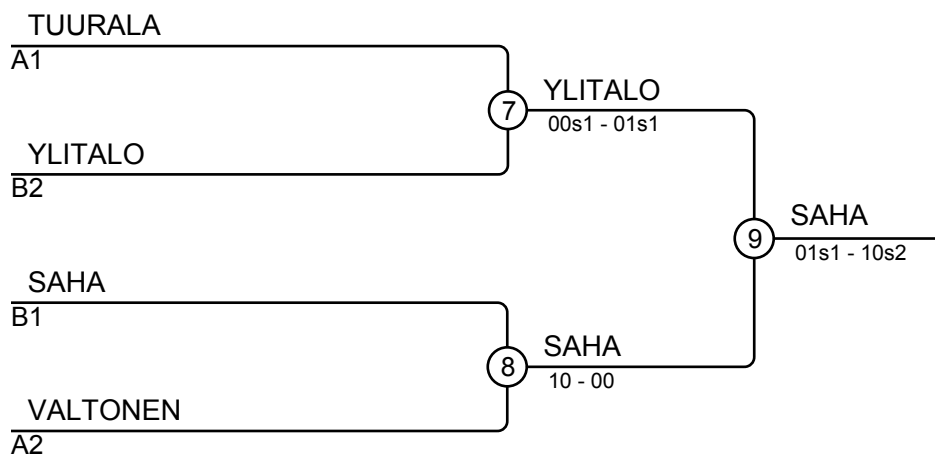 TUURALA
A1
7
YLITALO
00s1 - 01s1
YLITALO
B2
9
SAHA
01s1 - 10s2
SAHA
B1
8
SAHA
10 - 00
VALTONEN
A2